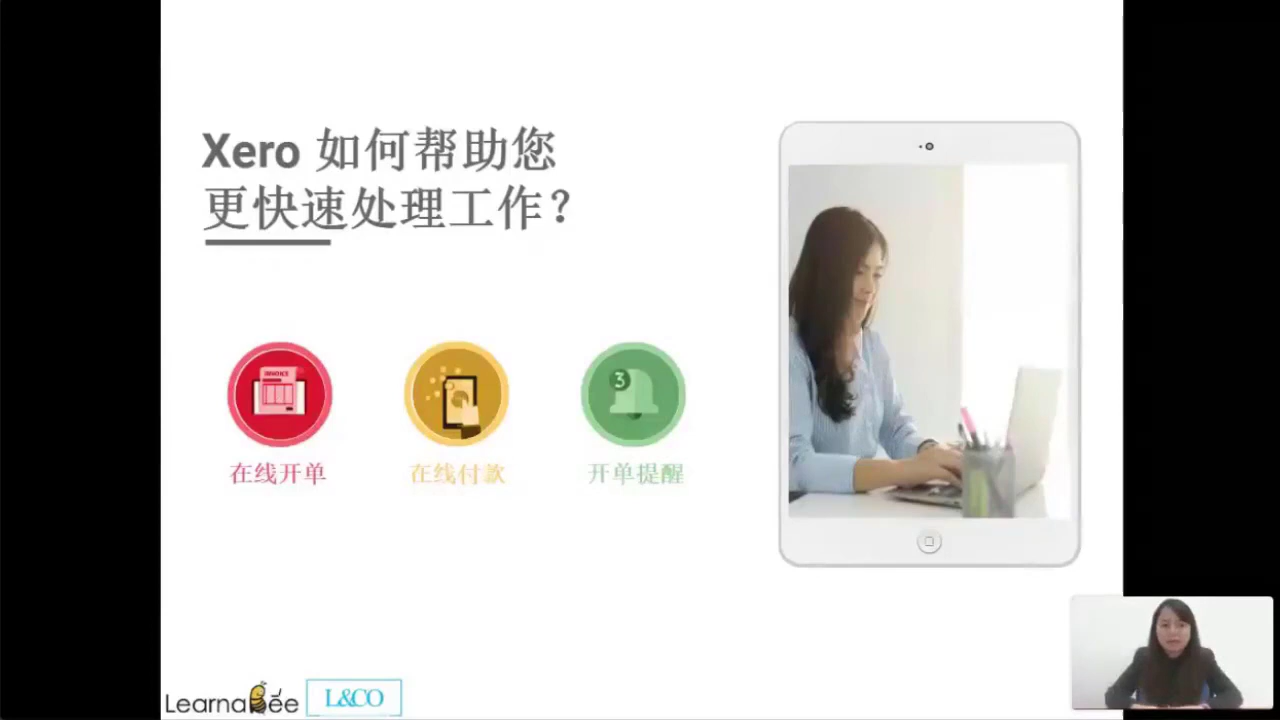 Xero 如何帮助您
更快速处理工作？
INVOICE
3
在线开单
在线付款
开单提醒
LearnaBee
L&CO